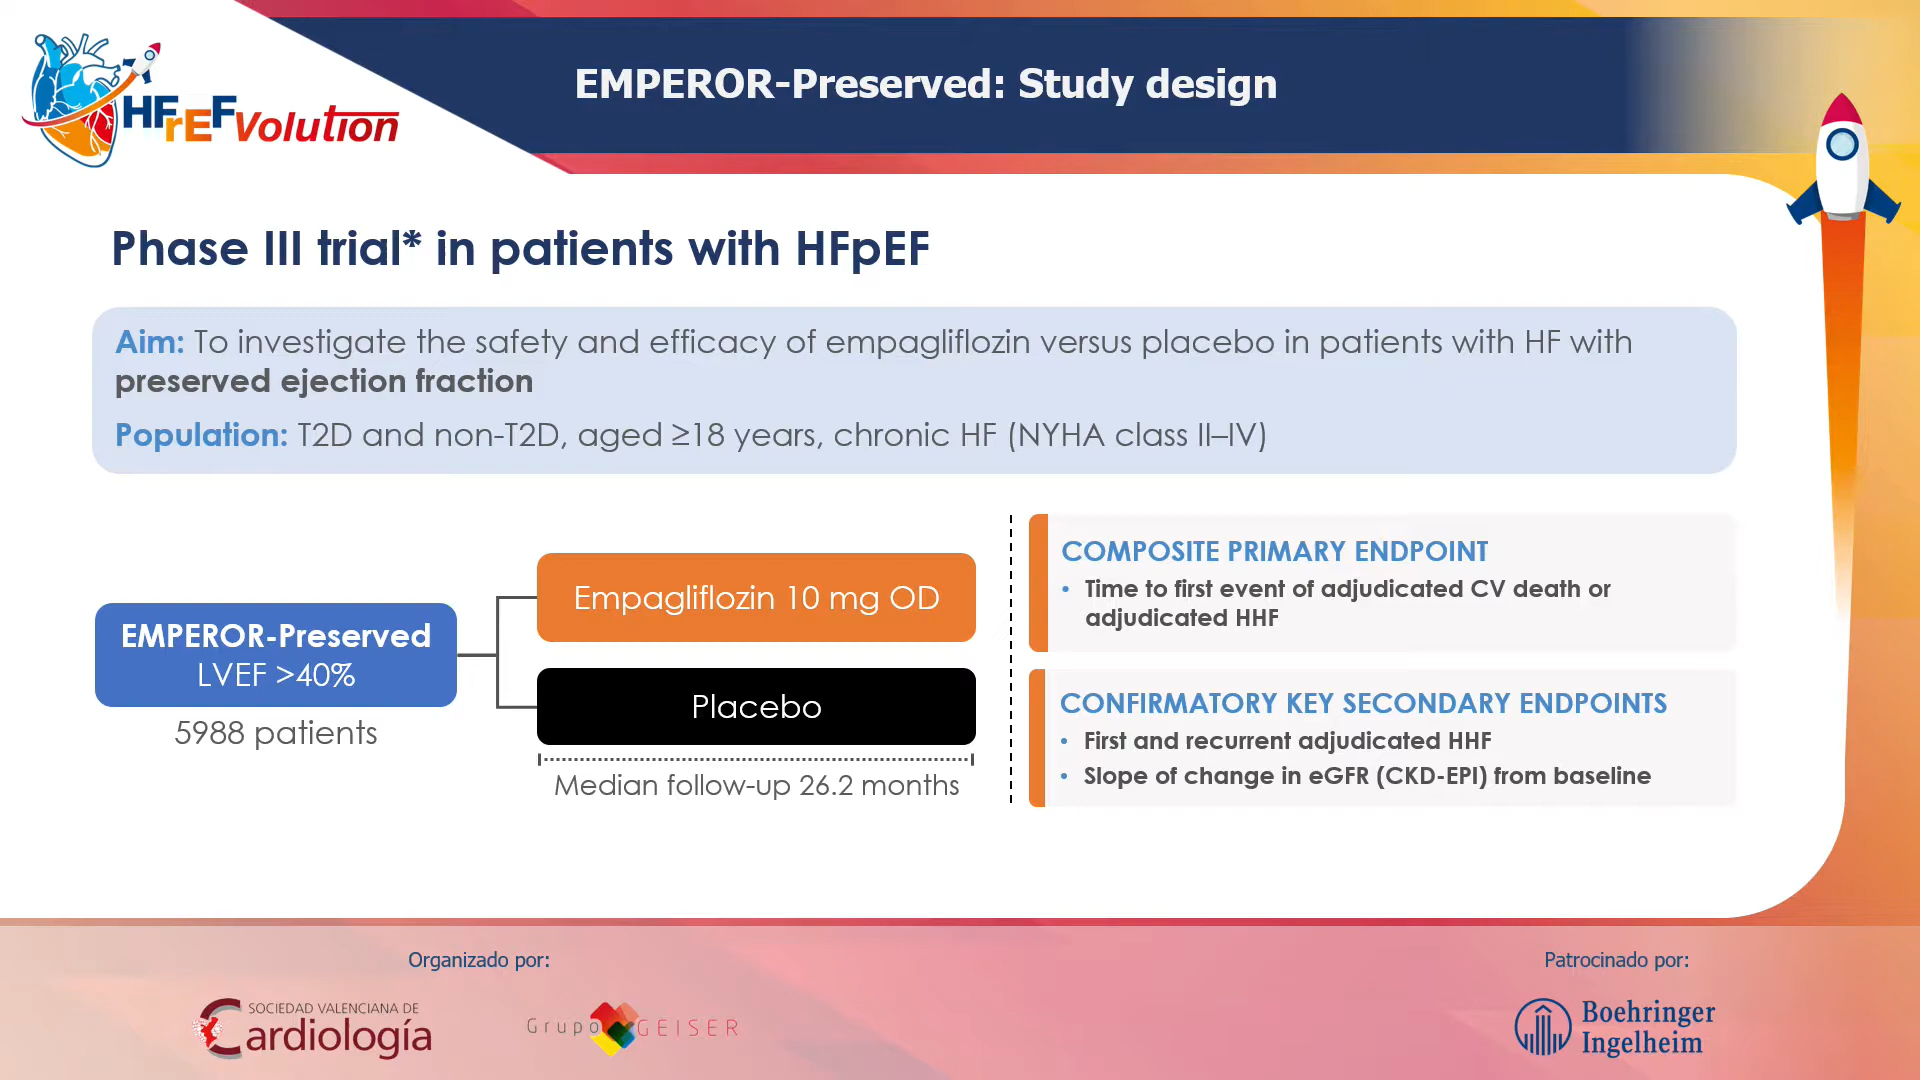 HFrEFVolution
EMPEROR-Preserved: Study design
Phase III trial* in patients with HFpEF
Aim: To investigate the safety and efficacy of empagliflozin versus placebo in patients with HF with
preserved ejection fraction
Population: T2D and non-T2D, aged ≥18 years, chronic HF (NYHA class II–IV)
EMPEROR-Preserved
LVEF >40%
5988 patients
Empagliflozin 10 mg OD
Placebo
Median follow-up 26.2 months
COMPOSITE PRIMARY ENDPOINT
• Time to first event of adjudicated CV death or
adjudicated HHF
CONFIRMATORY KEY SECONDARY ENDPOINTS
• First and recurrent adjudicated HHF
• Slope of change in eGFR (CKD-EPI) from baseline
Organizado por:
SOCIEDAD VALENCIANA DE
Cardiología
Grupo GEISER
Patrocinado por:
Boehringer
Ingelheim